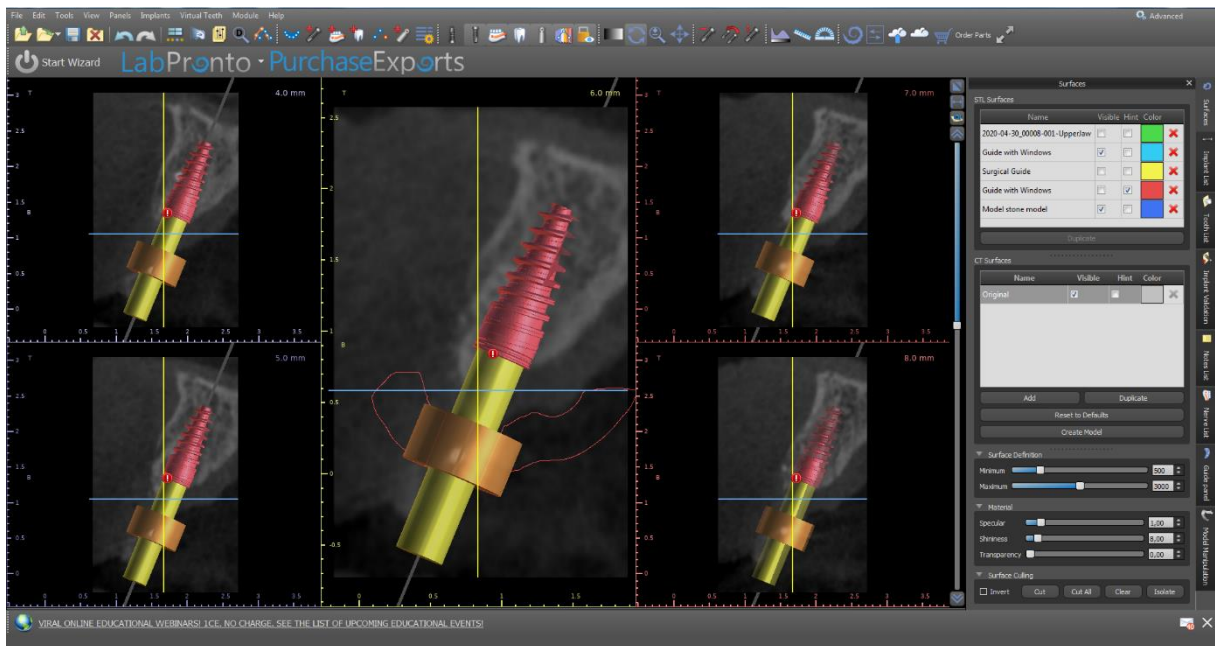 File Edit Tools View Panels Implants Virtual Teeth Module Help
Advanced
Order Parts
Start Wizard LabPronto - PurchaseExports
4.0 mm
6.0 mm
7.0 mm
5.0 mm
8.0 mm
Surfaces
STL Surfaces
Name Visible Hint Color
2020-04-30_00008-001-UpperJaw
Guide with Windows
Surgical Guide
Guide with Windows
Model stone model
Duplicate
CT Surfaces
Name Visible Hint Color
Original
Add Duplicate
Reset to Defaults
Create Model
Surface Definition
Minimum 500
Maximum 3000
Material
Specular 1,00
Shininess 8,00
Transparency 0,00
Surface Culling
Invert Cut Cut All Clear Isolate
Surfaces
Implant List
Tooth List
Implant Validation
Notes List
Nerve List
Guide panel
Model Manipulation
VIRAL ONLINE EDUCATIONAL WEBINARS! 1CE, NO CHARGE, SEE THE LIST OF UPCOMING EDUCATIONAL EVENTS!